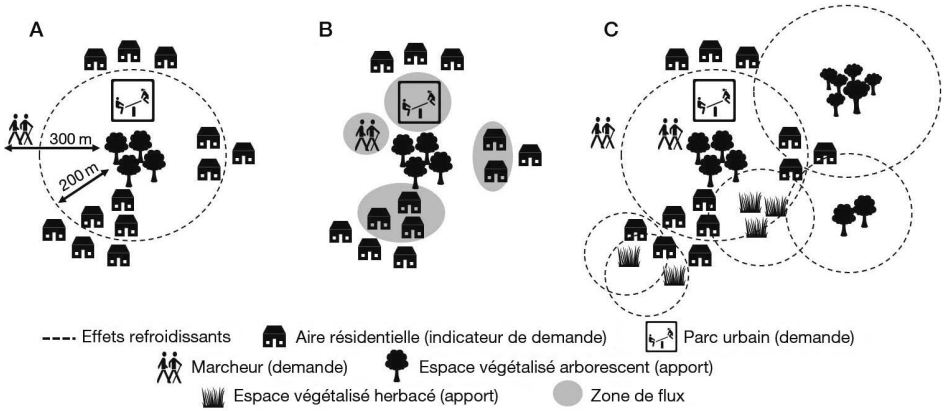 A
B
C
300 m
200 m
Effets refroidissants
Aire résidentielle (indicateur de demande)
Parc urbain (demande)
Marcheur (demande)
Espace végétalisé arborescent (apport)
Espace végétalisé herbacé (apport)
Zone de flux